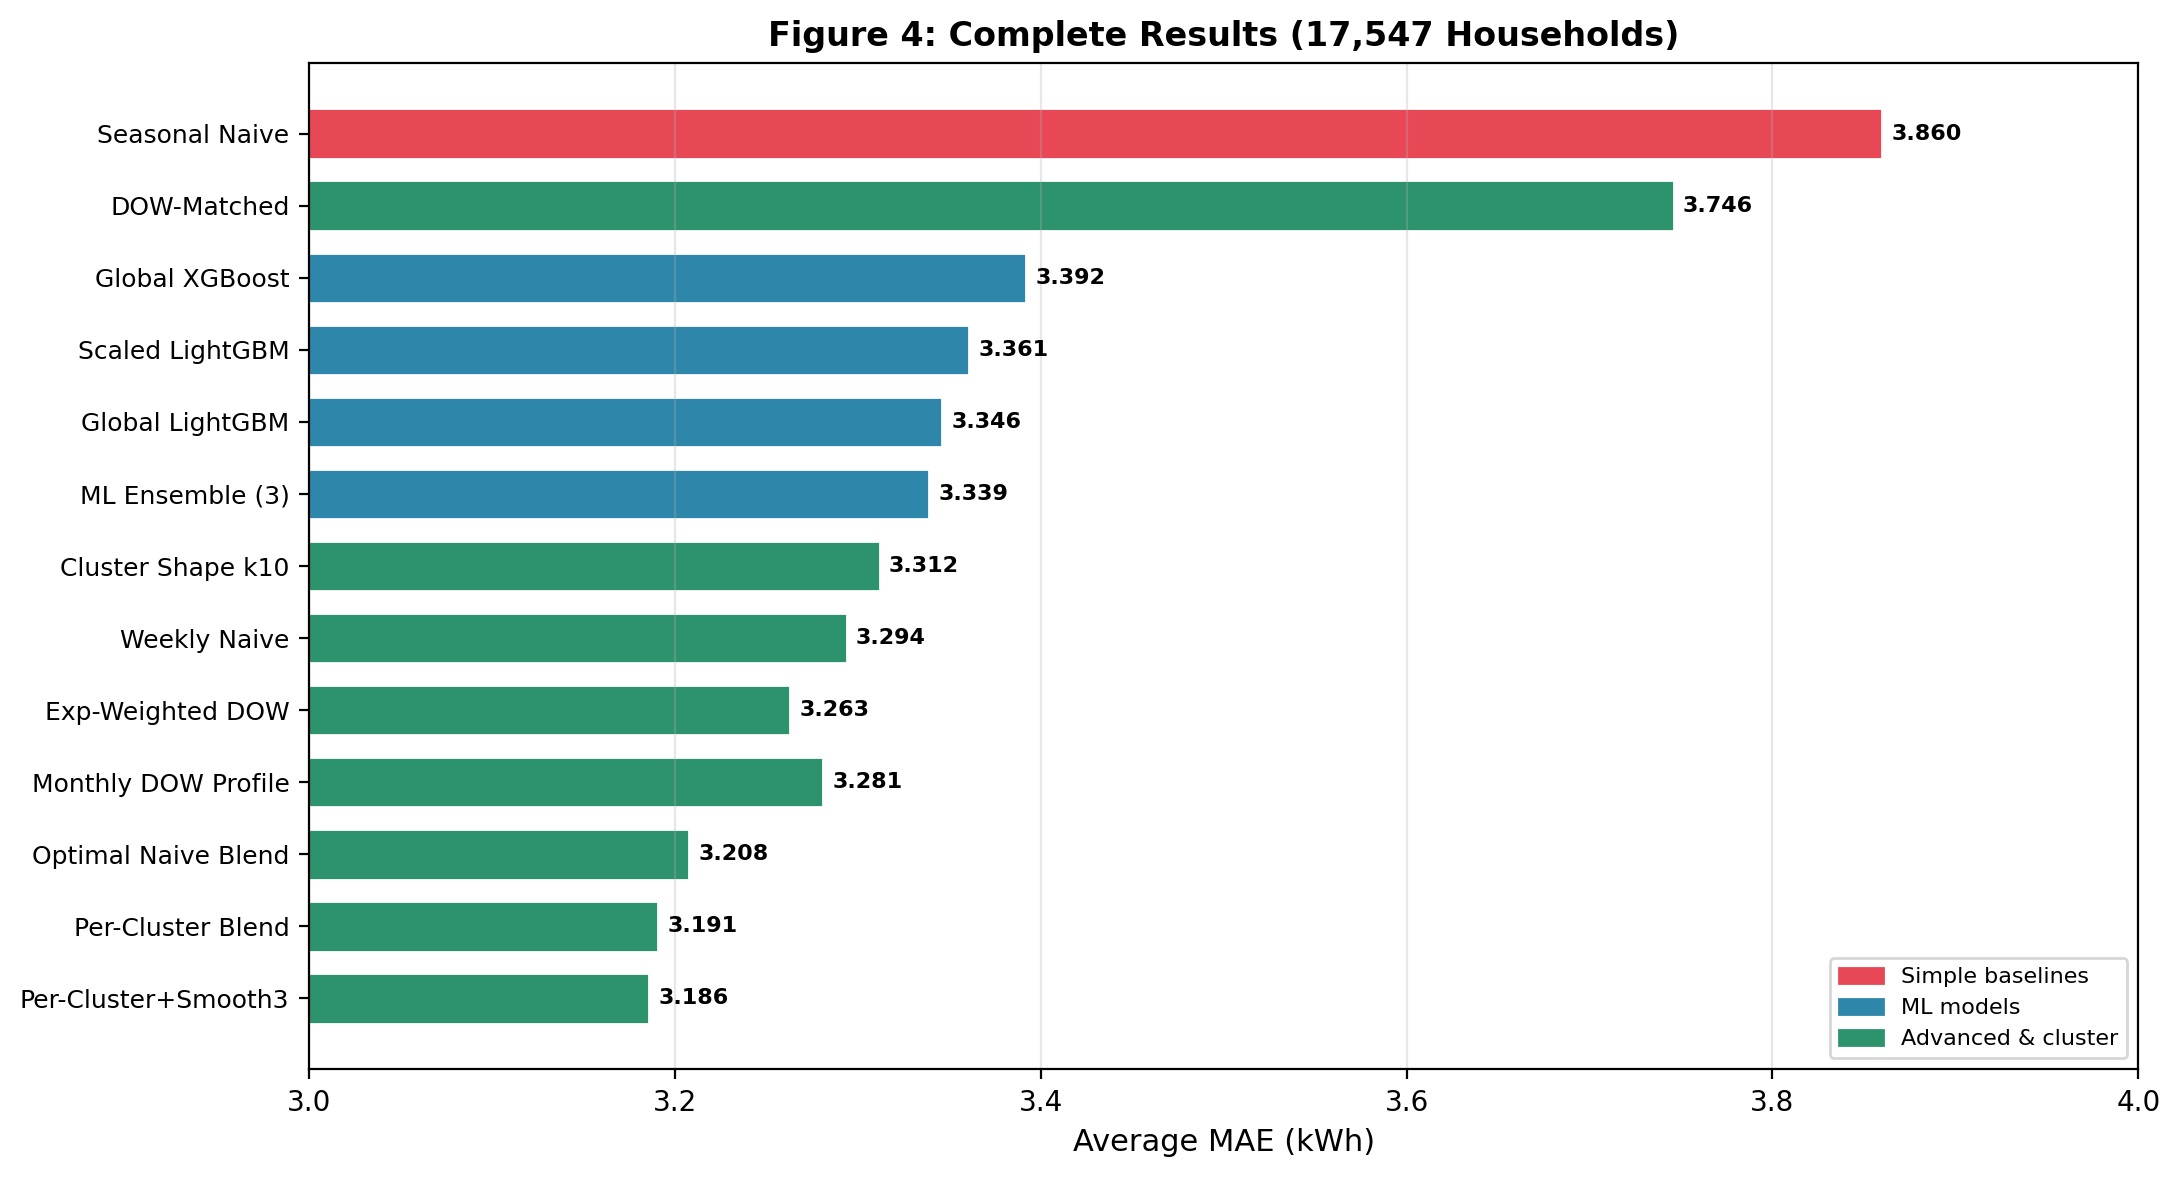 Figure 4: Complete Results (17,547 Households)
Seasonal Naive 3.860
DOW-Matched 3.746
Global XGBoost 3.392
Scaled LightGBM 3.361
Global LightGBM 3.346
ML Ensemble (3) 3.339
Cluster Shape k10 3.312
Weekly Naive 3.294
Exp-Weighted DOW 3.263
Monthly DOW Profile 3.281
Optimal Naive Blend 3.208
Per-Cluster Blend 3.191
Per-Cluster+Smooth3 3.186
Simple baselines
ML models
Advanced & cluster
3.0 3.2 3.4 3.6 3.8 4.0
Average MAE (kWh)